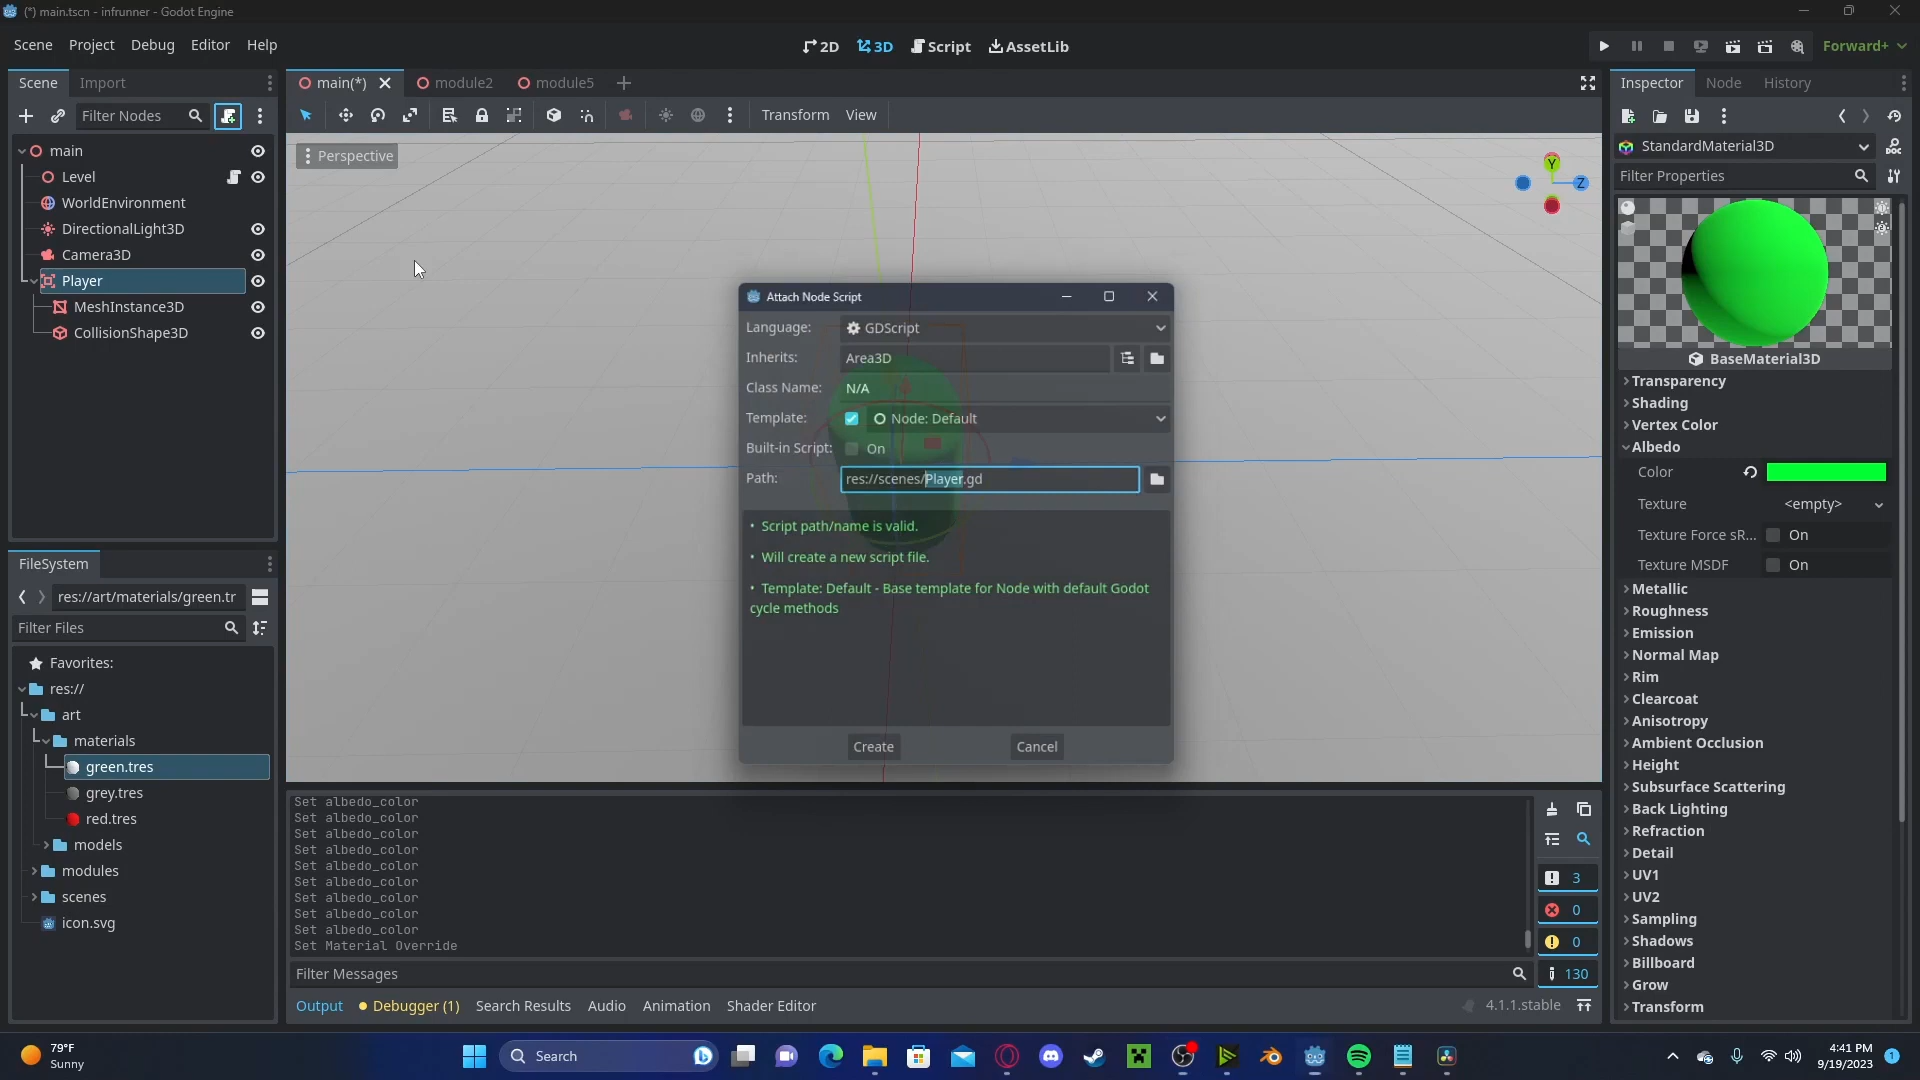 (*) main.tscn - infrunner - Godot Engine
Scene Project Debug Editor Help
2D 3D Script AssetLib
Forward+
Scene Import
main(*) module2 module5
Inspector Node History
Filter Nodes
Transform View
StandardMaterial3D
Filter Properties
main
Level
WorldEnvironment
DirectionalLight3D
Camera3D
Player
MeshInstance3D
CollisionShape3D
Perspective
Y
Z
Attach Node Script
Language: GDScript
Inherits: Area3D
Class Name: N/A
Template: Node: Default
Built-in Script: On
Path: res://scenes/Player.gd
• Script path/name is valid.
• Will create a new script file.
• Template: Default - Base template for Node with default Godot
cycle methods
Create Cancel
BaseMaterial3D
Transparency
Shading
Vertex Color
Albedo
Color
Texture <empty>
Texture Force sR... On
Texture MSDF On
Metallic
Roughness
Emission
Normal Map
Rim
Clearcoat
Anisotropy
Ambient Occlusion
Height
Subsurface Scattering
Back Lighting
Refraction
Detail
UV1
UV2
Sampling
Shadows
Billboard
Grow
Transform
FileSystem
res://art/materials/green.tr
Filter Files
Favorites:
res://
art
materials
green.tres
grey.tres
red.tres
models
modules
scenes
icon.svg
Set albedo_color
Set albedo_color
Set albedo_color
Set albedo_color
Set albedo_color
Set albedo_color
Set albedo_color
Set albedo_color
Set albedo_color
Set Material Override
3
0
0
130
Filter Messages
Output Debugger (1) Search Results Audio Animation Shader Editor
4.1.1.stable
79°F
Sunny
Search
4:41 PM
9/19/2023
1